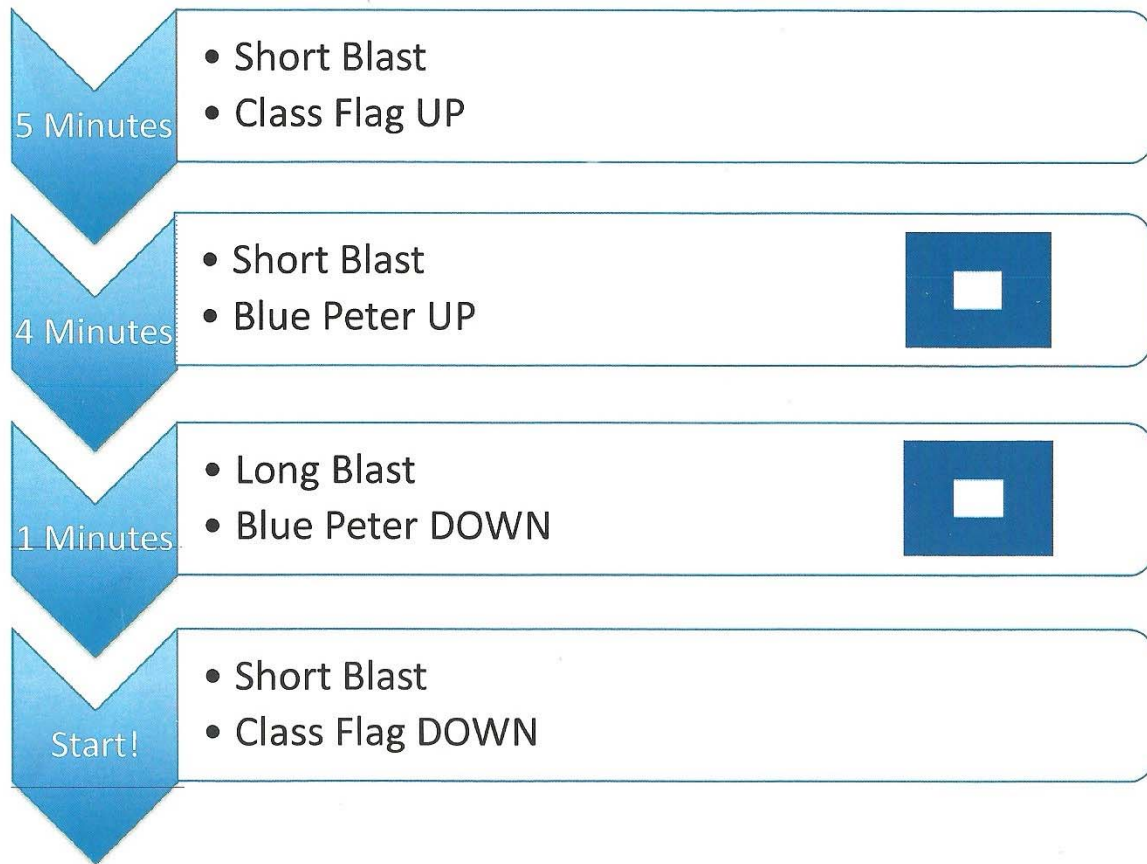 5 Minutes
• Short Blast
• Class Flag UP
4 Minutes
• Short Blast
• Blue Peter UP
1 Minutes
• Long Blast
• Blue Peter DOWN
Start!
• Short Blast
• Class Flag DOWN